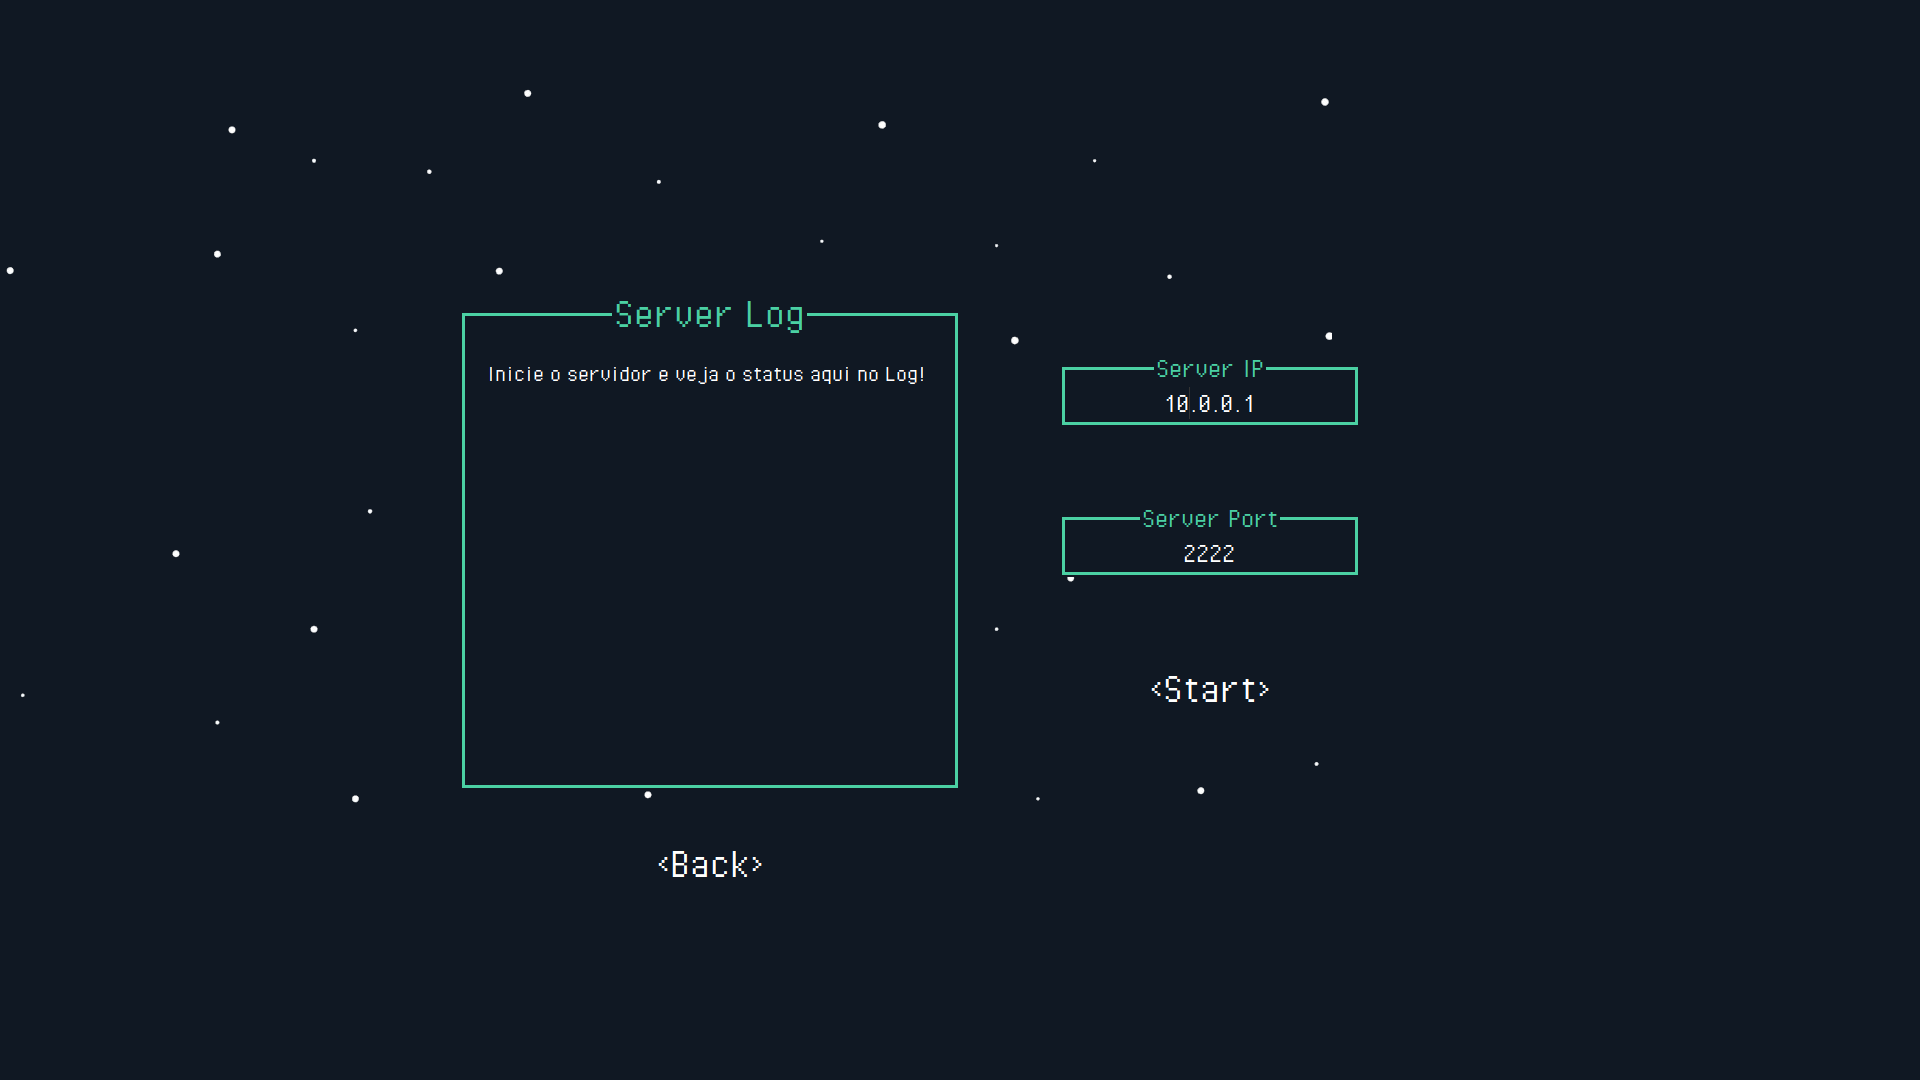 Server Log
Inicie o servidor e veja o status aqui no Log!
Server IP
10.0.0.1
Server Port
2222
<Start>
<Back>